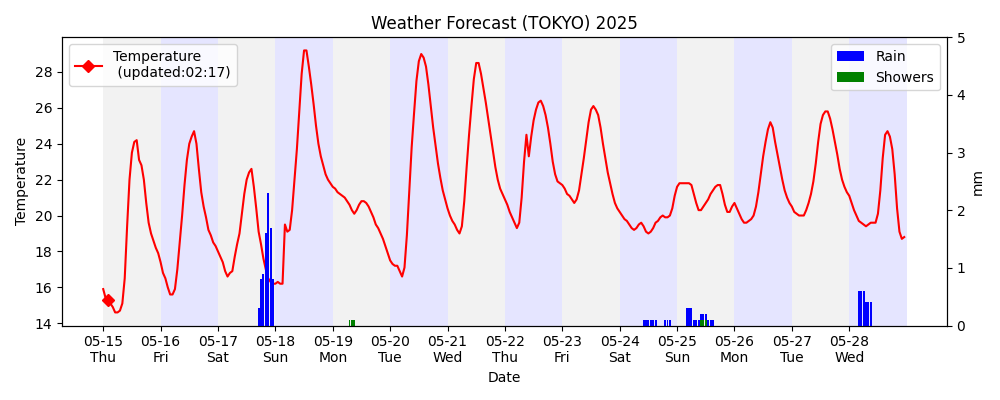 Weather Forecast (TOKYO) 2025
Temperature
(updated:02:17)
Rain
Showers
Temperature
28
26
24
22
20
18
16
14
5
4
3
2
1
0
mm
05-15 05-16 05-17 05-18 05-19 05-20 05-21 05-22 05-23 05-24 05-25 05-26 05-27 05-28
Thu Fri Sat Sun Mon Tue Wed Thu Fri Sat Sun Mon Tue Wed
Date